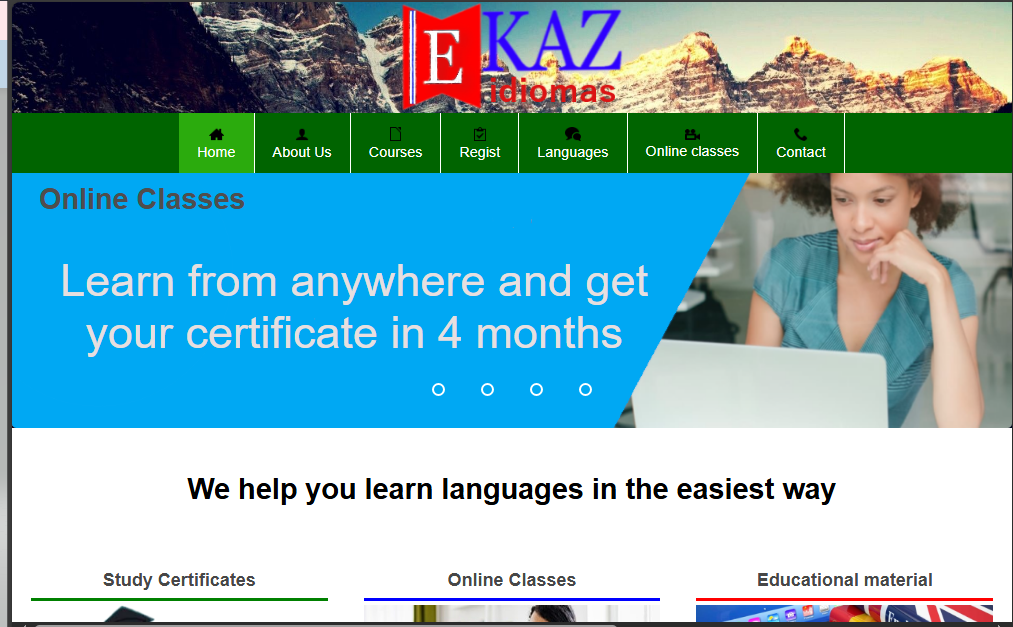 E KAZ
idiomas
Home
About Us
Courses
Regist
Languages
Online classes
Contact
Online Classes
Learn from anywhere and get
your certificate in 4 months
We help you learn languages in the easiest way
Study Certificates
Online Classes
Educational material